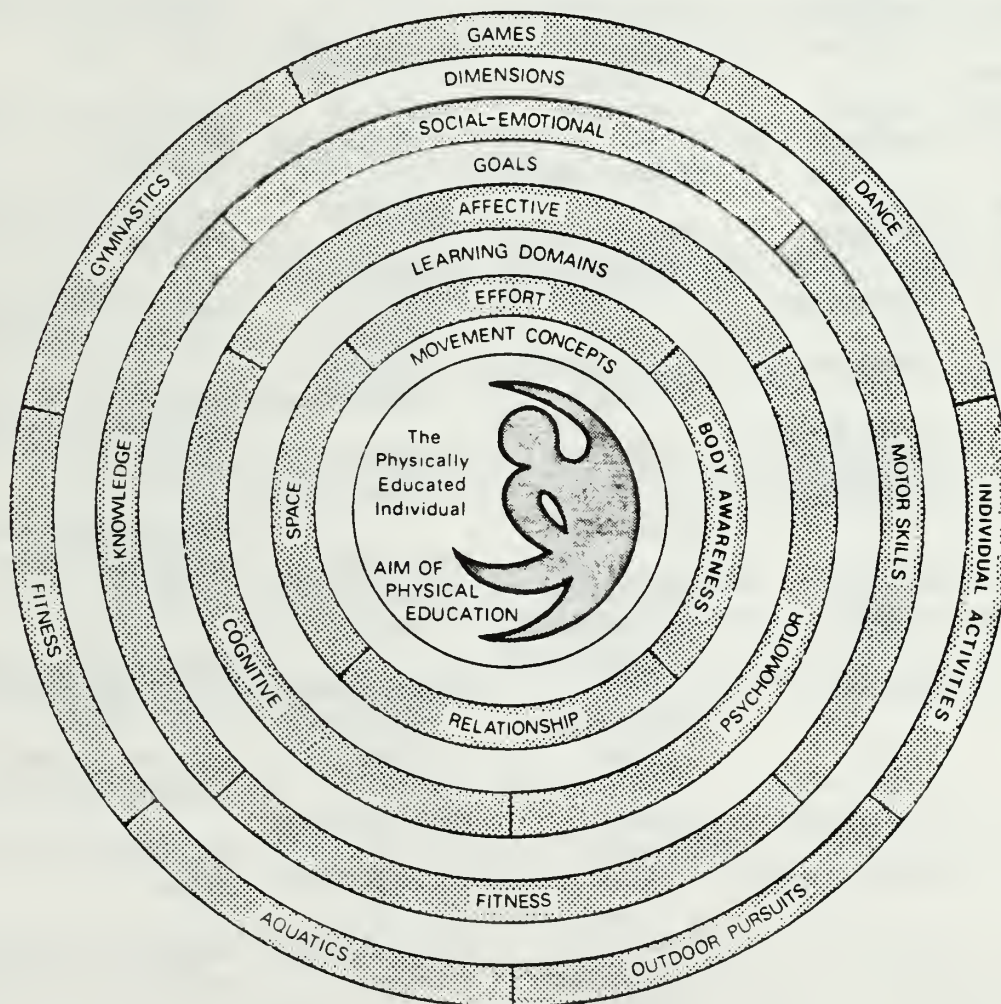 GAMES
DIMENSIONS
SOCIAL-EMOTIONAL
GOALS
AFFECTIVE
LEARNING DOMAINS
EFFORT
MOVEMENT CONCEPTS
GYMNASTICS
DANCE
KNOWLEDGE
SPACE
The
Physically
Educated
Individual
AIM OF
PHYSICAL
EDUCATION
BODY AWARENESS
MOTOR SKILLS
INDIVIDUAL ACTIVITIES
FITNESS
COGNITIVE
RELATIONSHIP
PSYCHOMOTOR
FITNESS
AQUATICS
OUTDOOR PURSUITS